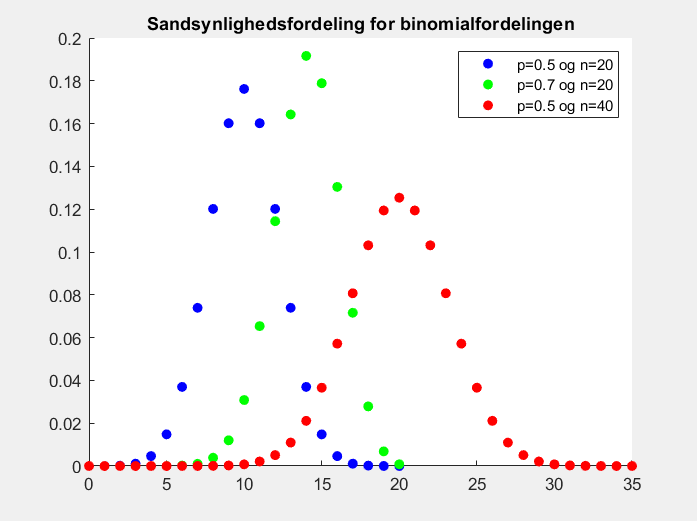 Sandsynlighedsfordeling for binomialfordelingen
0.2
0.18
0.16
0.14
0.12
0.1
0.08
0.06
0.04
0.02
0
p=0.5 og n=20
p=0.7 og n=20
p=0.5 og n=40
0 5 10 15 20 25 30 35